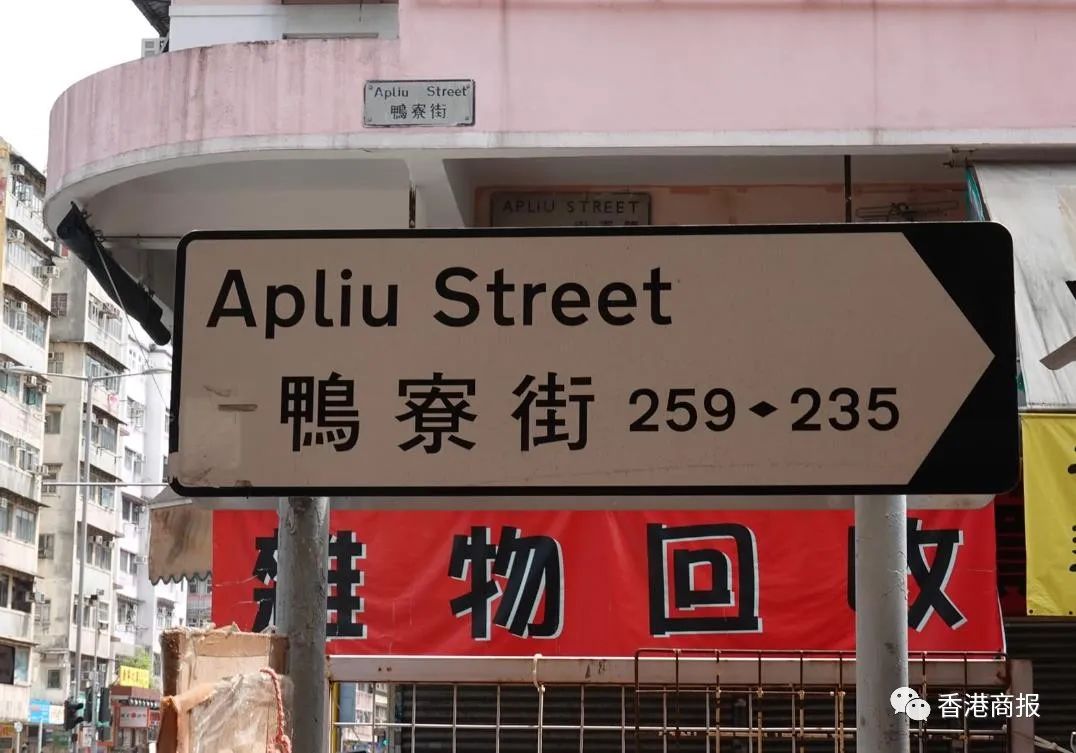 Apliu Street
鴨寮街
APLIU STREET
Apliu Street
鴨寮街 259 235
雜物回收
香港商报